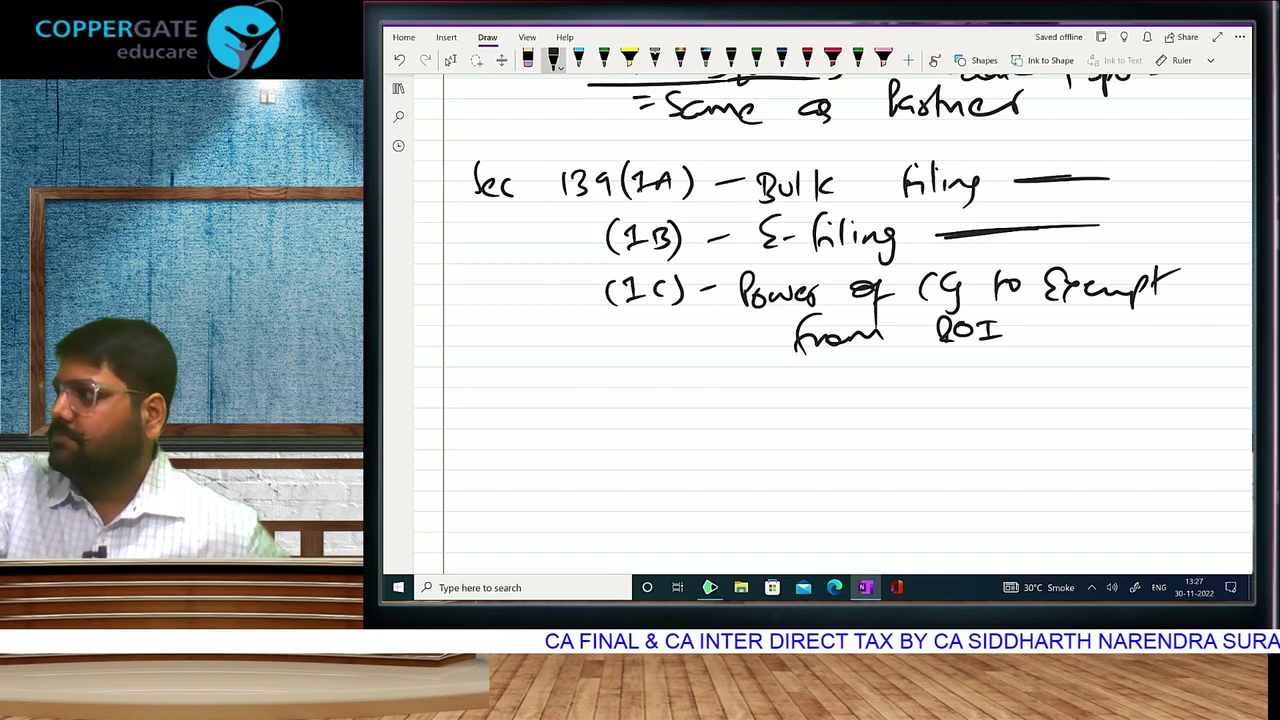 COPPERGATE
educare
Home Insert Draw View Help
Saved offline
Share
Shapes
Ink to Shape
Ink to Text
Ruler
= Same as Partner
Sec 139(1A) - Bulk filing
(1B) - E-filing
(1C) - Power of CG to Exempt
from ROI
Type here to search
30°C Smoke
ENG
13:27
30-11-2022
CA FINAL & CA INTER DIRECT TAX BY CA SIDDHARTH NARENDRA SURA